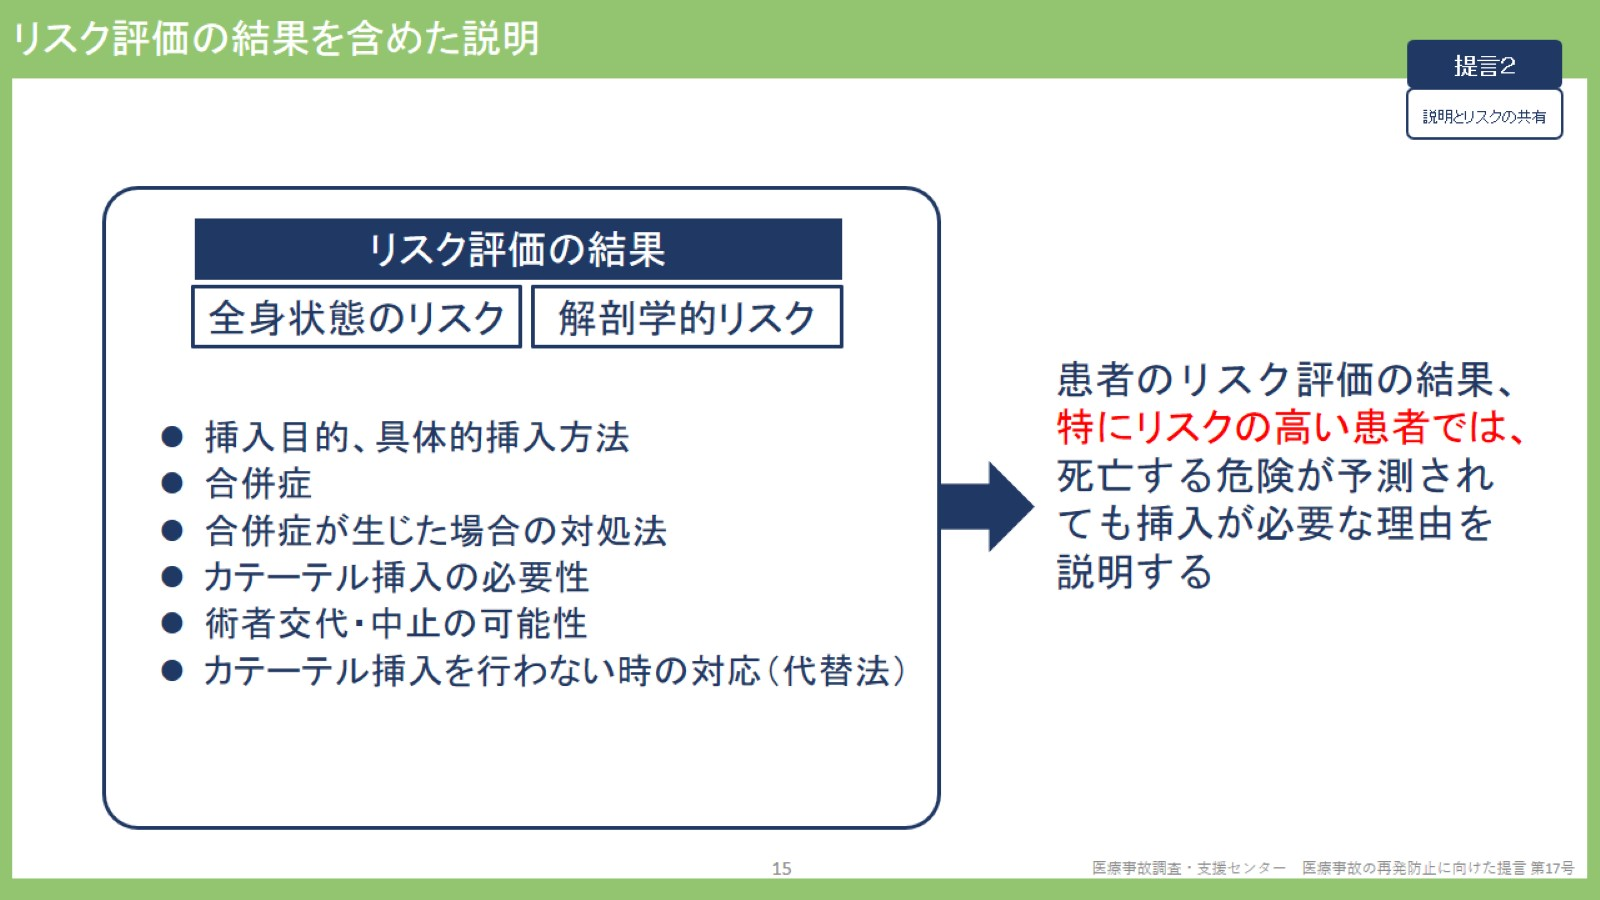 リスク評価の結果を含めた説明
提言2
説明とリスクの共有
リスク評価の結果
全身状態のリスク
解剖学的リスク
● 挿入目的、具体的挿入方法
● 合併症
● 合併症が生じた場合の対処法
● カテーテル挿入の必要性
● 術者交代・中止の可能性
● カテーテル挿入を行わない時の対応（代替法）
患者のリスク評価の結果、
特にリスクの高い患者では、
死亡する危険が予測され
ても挿入が必要な理由を
説明する
15
医療事故調査・支援センター　医療事故の再発防止に向けた提言 第17号